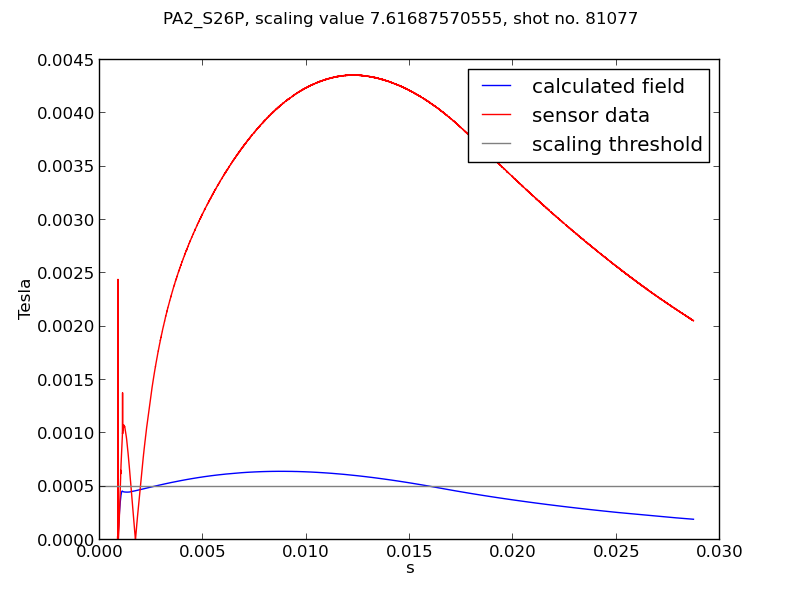 PA2_S26P, scaling value 7.61687570555, shot no. 81077
calculated field
sensor data
scaling threshold
Tesla
0.0045
0.0040
0.0035
0.0030
0.0025
0.0020
0.0015
0.0010
0.0005
0.0000
0.000
0.005
0.010
0.015
0.020
0.025
0.030
s